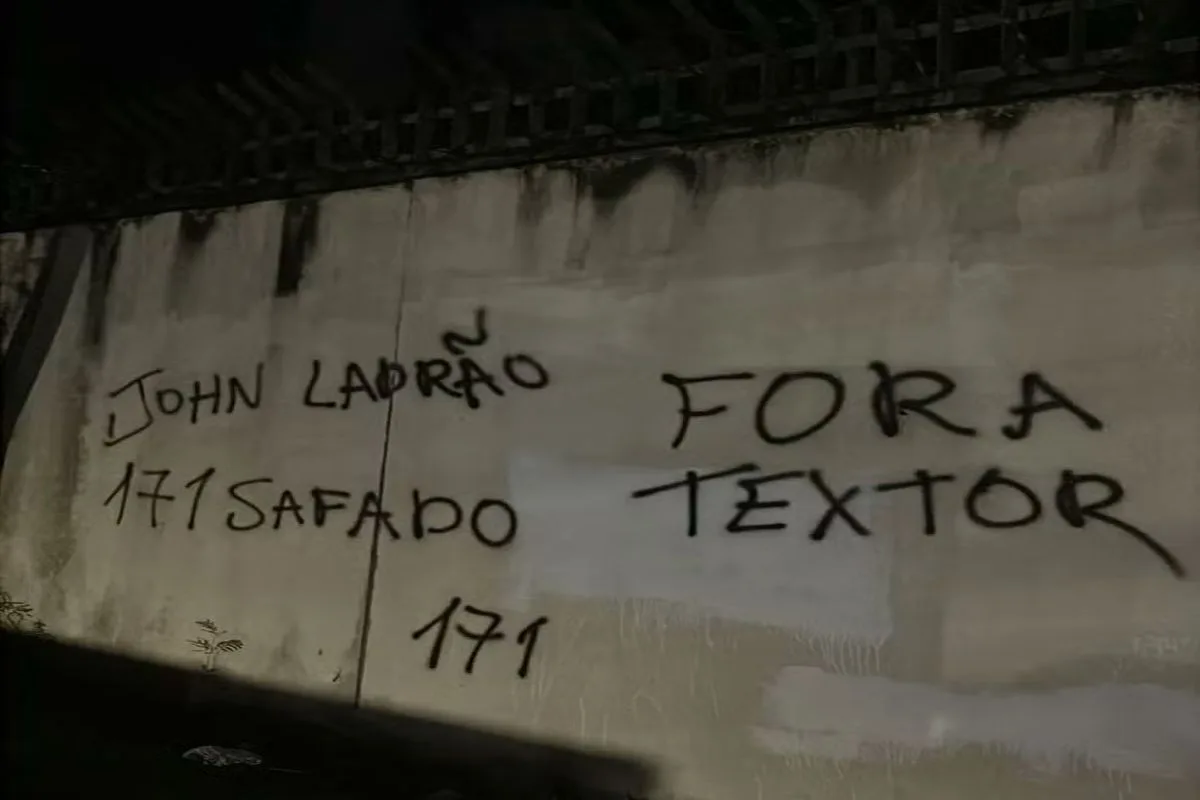 JOHN LADRÃO
171 SAFADO
171
FORA
TEXTOR